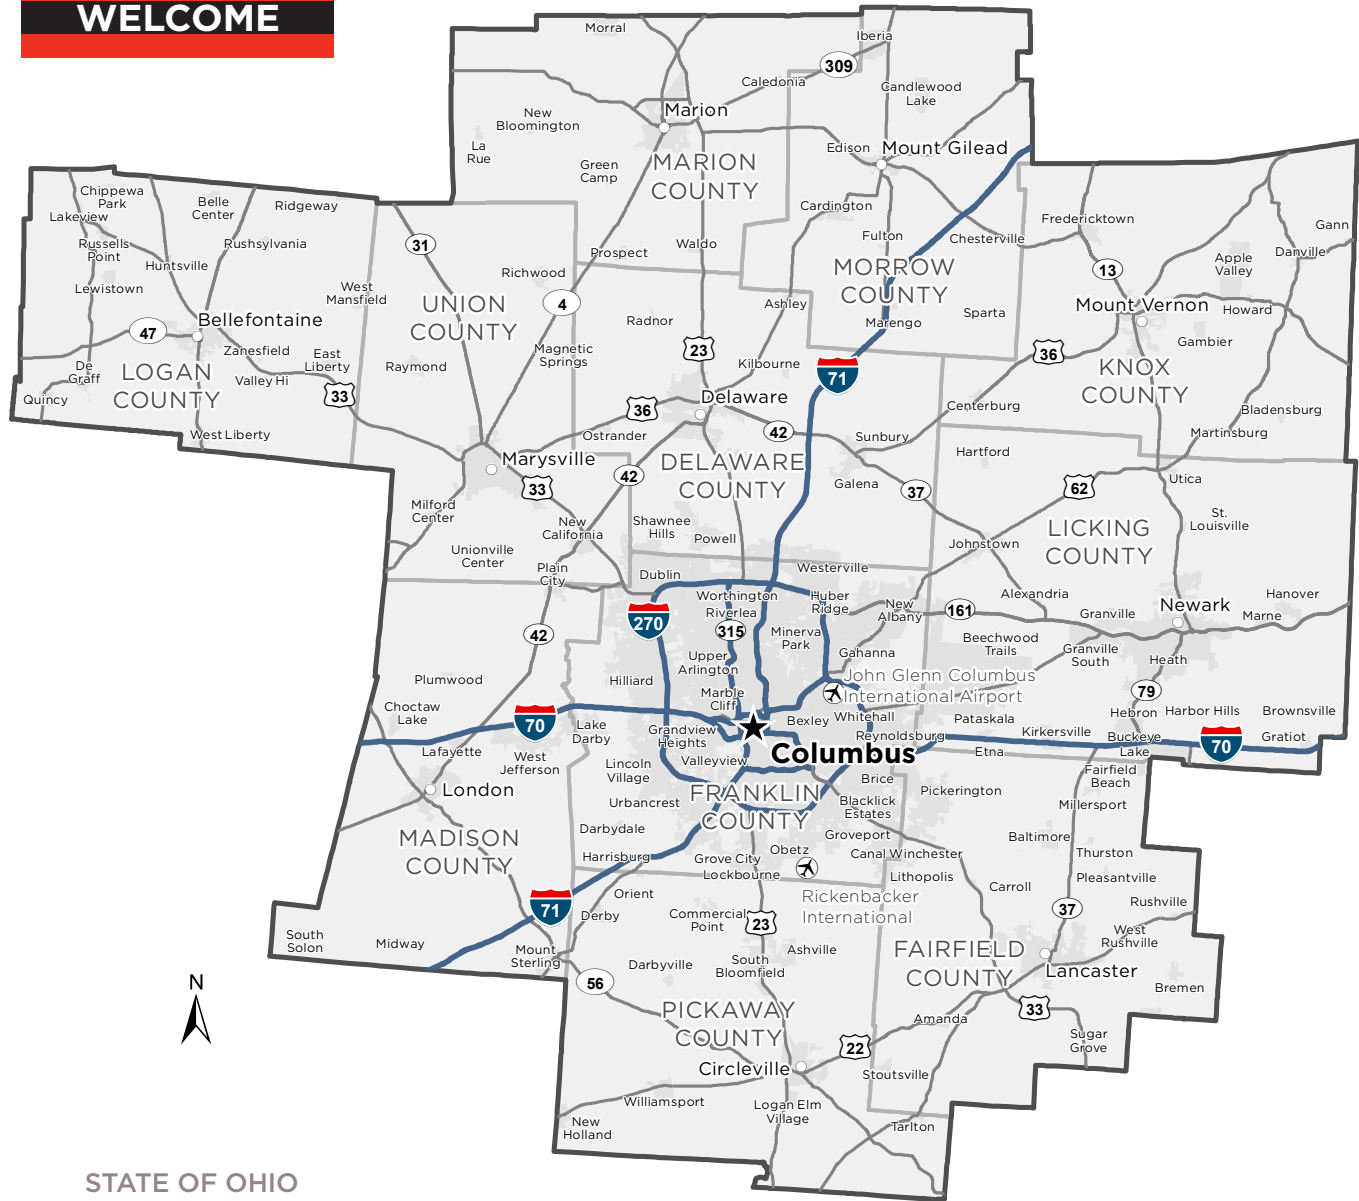 WELCOME
Morral
Iberia
309
Caledonia
Candlewood
Lake
New
Bloomington
Marion
La
Rue
Green
Camp
MARION
COUNTY
Edison
Mount Gilead
Chippewa
Park
Lakeview
Belle
Center
Ridgeway
Cardington
Fredericktown
Gann
Russells
Point
Rushsylvania
31
Prospect
Waldo
Fulton
Chesterville
Danville
Huntsville
Richwood
MORROW
COUNTY
13
Apple
Valley
Lewistown
West
Mansfield
UNION
COUNTY
4
Ashley
Sparta
Mount Vernon
Howard
Bellefontaine
47
Radnor
Marengo
Gambier
Zanesfield
East
Liberty
Magnetic
Springs
23
Kilbourne
71
36
KNOX
COUNTY
De
Graff
LOGAN
COUNTY
Valley Hi
Raymond
33
Quincy
36
Delaware
Centerburg
Bladensburg
West Liberty
Ostrander
42
Sunbury
Martinsburg
Marysville
DELAWARE
COUNTY
Hartford
42
Galena
37
62
Utica
33
Milford
Center
New
California
Shawnee
Hills
Powell
LICKING
COUNTY
St.
Louisville
Unionville
Center
Johnstown
Plain
City
Dublin
Westerville
Worthington
Riverlea
Huber
Ridge
New
Albany
161
Alexandria
Granville
Newark
Hanover
Marne
270
315
Minerva
Park
42
Beechwood
Trails
Granville
South
Heath
Upper
Arlington
Gahanna
Plumwood
Hilliard
John Glenn Columbus
International Airport
79
Marble
Cliff
Choctaw
Lake
70
Lake
Darby
Grandview
Heights
Bexley
Whitehall
Pataskala
Hebron
Harbor Hills
Brownsville
Reynoldsburg
Kirkersville
Buckeye
Lake
70
Gratiot
Lafayette
West
Jefferson
Valleyview
Columbus
Etna
Lincoln
Village
Brice
Fairfield
Beach
London
Urbancrest
FRANKLIN
COUNTY
Blacklick
Estates
Pickerington
Millersport
MADISON
COUNTY
Darbydale
Groveport
Baltimore
Harrisburg
Grove City
Obetz
Canal Winchester
Thurston
Lockbourne
Lithopolis
Pleasantville
71
Orient
Rickenbacker
International
Carroll
Rushville
Derby
Commercial
Point
23
37
South
Solon
Midway
Mount
Sterling
Ashville
FAIRFIELD
COUNTY
West
Rushville
Darbyville
South
Bloomfield
Lancaster
56
Bremen
N
PICKAWAY
COUNTY
33
Amanda
Sugar
Grove
22
Circleville
Stoutsville
Williamsport
Logan Elm
Village
New
Holland
Tarlton
STATE OF OHIO